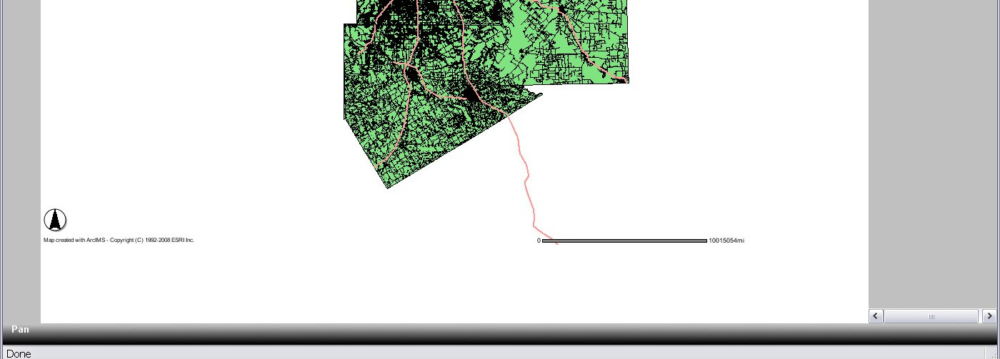 Map created with ArcIMS - Copyright (C) 1992-2008 ESRI Inc.
0 10015054mi
Pan
Done